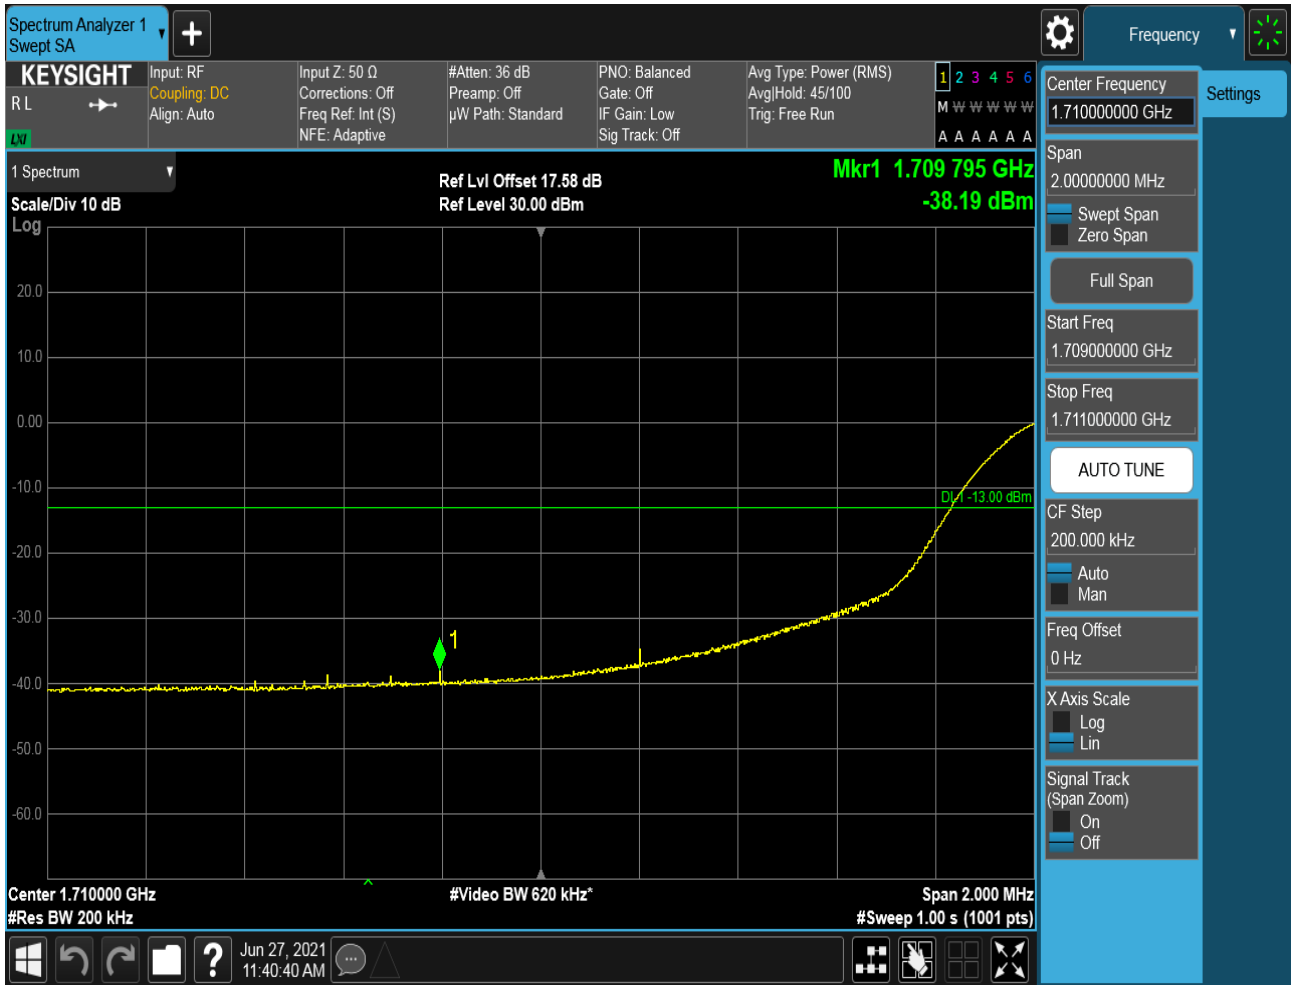 Spectrum Analyzer 1
Swept SA
Frequency
KEYSIGHT
R L
LXI
Input: RF
Coupling: DC
Align: Auto
Input Z: 50 Ω
Corrections: Off
Freq Ref: Int (S)
NFE: Adaptive
#Atten: 36 dB
Preamp: Off
µW Path: Standard
PNO: Balanced
Gate: Off
IF Gain: Low
Sig Track: Off
Avg Type: Power (RMS)
Avg|Hold: 45/100
Trig: Free Run
1 2 3 4 5 6
M W W W W W
A A A A A A
1 Spectrum
Scale/Div 10 dB
Log
Ref Lvl Offset 17.58 dB
Ref Level 30.00 dBm
Mkr1 1.709 795 GHz
-38.19 dBm
20.0
10.0
0.00
-10.0
-20.0
-30.0
-40.0
-50.0
-60.0
DL1 -13.00 dBm
1
Center 1.710000 GHz
#Res BW 200 kHz
#Video BW 620 kHz*
Span 2.000 MHz
#Sweep 1.00 s (1001 pts)
Jun 27, 2021
11:40:40 AM
Center Frequency
1.710000000 GHz
Settings
Span
2.00000000 MHz
Swept Span
Zero Span
Full Span
Start Freq
1.709000000 GHz
Stop Freq
1.711000000 GHz
AUTO TUNE
CF Step
200.000 kHz
Auto
Man
Freq Offset
0 Hz
X Axis Scale
Log
Lin
Signal Track
(Span Zoom)
On
Off